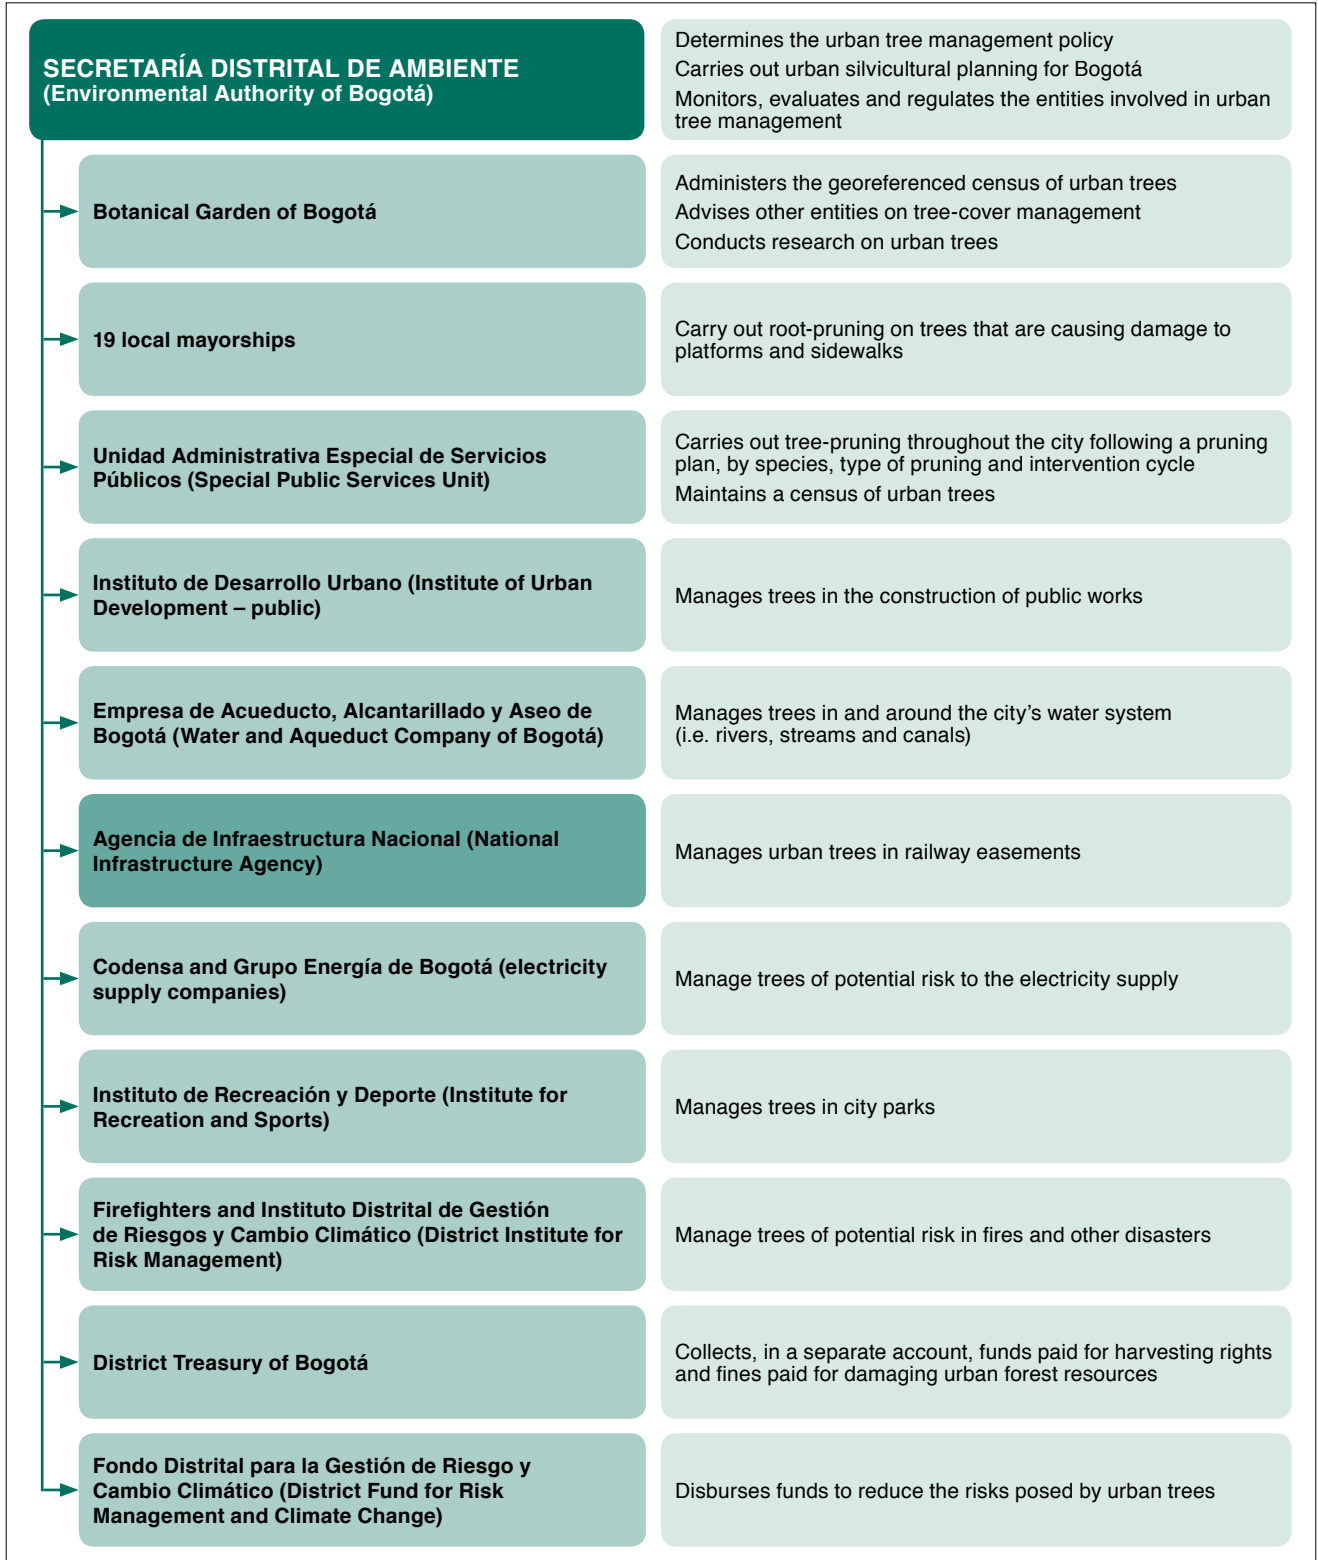 SECRETARÍA DISTRITAL DE AMBIENTE
(Environmental Authority of Bogotá)
Determines the urban tree management policy
Carries out urban silvicultural planning for Bogotá
Monitors, evaluates and regulates the entities involved in urban
tree management
Botanical Garden of Bogotá
Administers the georeferenced census of urban trees
Advises other entities on tree-cover management
Conducts research on urban trees
19 local mayorships
Carry out root-pruning on trees that are causing damage to
platforms and sidewalks
Unidad Administrativa Especial de Servicios
Públicos (Special Public Services Unit)
Carries out tree-pruning throughout the city following a pruning
plan, by species, type of pruning and intervention cycle
Maintains a census of urban trees
Instituto de Desarrollo Urbano (Institute of Urban
Development – public)
Manages trees in the construction of public works
Empresa de Acueducto, Alcantarillado y Aseo de
Bogotá (Water and Aqueduct Company of Bogotá)
Manages trees in and around the city’s water system
(i.e. rivers, streams and canals)
Agencia de Infraestructura Nacional (National
Infrastructure Agency)
Manages urban trees in railway easements
Codensa and Grupo Energía de Bogotá (electricity
supply companies)
Manage trees of potential risk to the electricity supply
Instituto de Recreación y Deporte (Institute for
Recreation and Sports)
Manages trees in city parks
Firefighters and Instituto Distrital de Gestión
de Riesgos y Cambio Climático (District Institute for
Risk Management)
Manage trees of potential risk in fires and other disasters
District Treasury of Bogotá
Collects, in a separate account, funds paid for harvesting rights
and fines paid for damaging urban forest resources
Fondo Distrital para la Gestión de Riesgo y
Cambio Climático (District Fund for Risk
Management and Climate Change)
Disburses funds to reduce the risks posed by urban trees